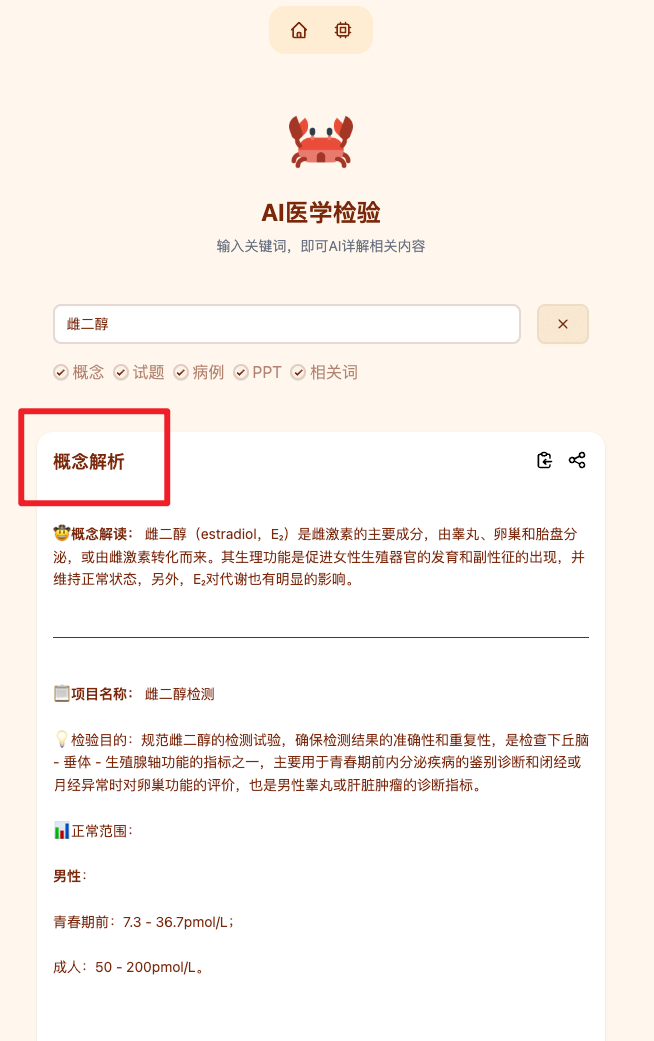 AI医学检验
输入关键词，即可AI详解相关内容
雌二醇
概念 试题 病例 PPT 相关词
概念解析
概念解读： 雌二醇（estradiol，E₂）是雌激素的主要成分，由睾丸、卵巢和胎盘分
泌，或由雌激素转化而来。其生理功能是促进女性生殖器官的发育和副性征的出现，并
维持正常状态，另外，E₂对代谢也有明显的影响。
项目名称： 雌二醇检测
检验目的：规范雌二醇的检测试验，确保检测结果的准确性和重复性，是检查下丘脑
- 垂体 - 生殖腺轴功能的指标之一，主要用于青春期前内分泌疾病的鉴别诊断和闭经或
月经异常时对卵巢功能的评价，也是男性睾丸或肝脏肿瘤的诊断指标。
正常范围：
男性：
青春期前：7.3 - 36.7pmol/L；
成人：50 - 200pmol/L。